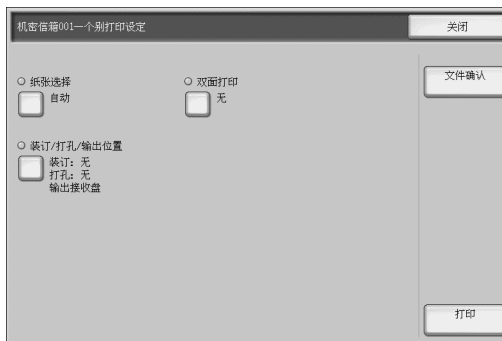 机密信箱001—个别打印设定
关闭
文件确认
纸张选择
自动
双面打印
无
装订/打孔/输出位置
装订：无
打孔：无
输出接收盘
打印